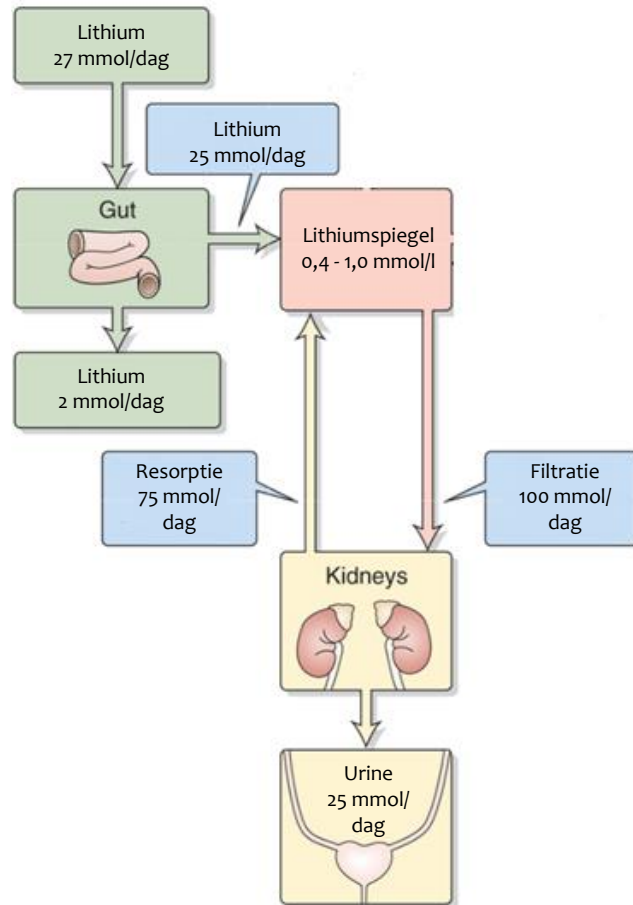 Lithium
27 mmol/dag
Lithium
25 mmol/dag
Gut
Lithiumspiegel
0,4 - 1,0 mmol/l
Lithium
2 mmol/dag
Resorptie
75 mmol/
dag
Filtratie
100 mmol/
dag
Kidneys
Urine
25 mmol/
dag